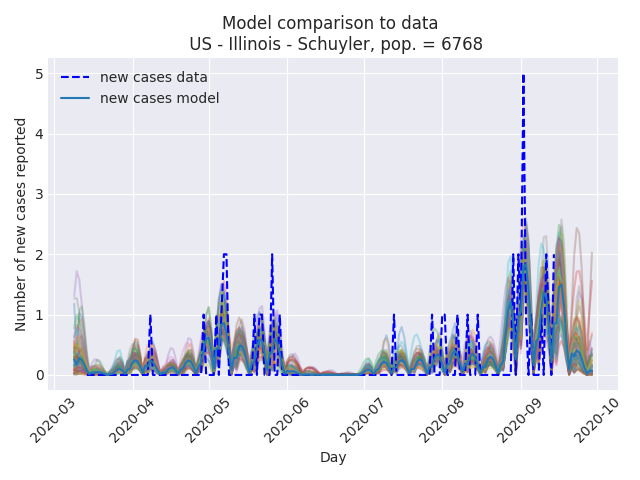 Model comparison to data
US - Illinois - Schuyler, pop. = 6768
new cases data
new cases model
Number of new cases reported
5
4
3
2
1
0
2020-03
2020-04
2020-05
2020-06
2020-07
2020-08
2020-09
2020-10
Day